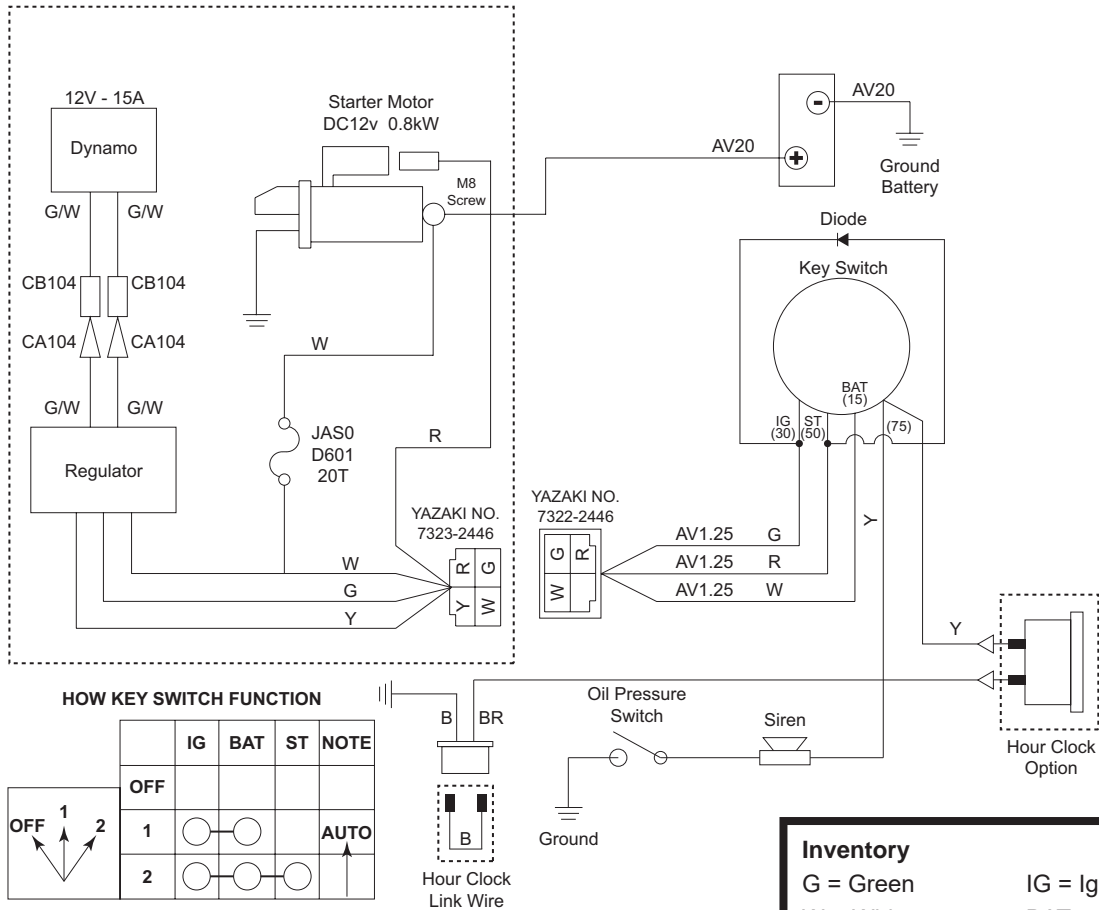 12V - 15A
Dynamo
G/W
G/W
CB104
CB104
CA104
CA104
G/W
G/W
Regulator
Starter Motor
DC12v 0.8kW
M8
Screw
W
JAS0
D601
20T
R
YAZAKI NO.
7323-2446
R
G
Y
W
W
G
Y
AV20
AV20
Ground
Battery
Diode
Key Switch
BAT
(15)
IG
(30)
ST
(50)
(75)
YAZAKI NO.
7322-2446
G
R
W
AV1.25 G
AV1.25 R
AV1.25 W
Y
Y
Hour Clock
Option
HOW KEY SWITCH FUNCTION
IG BAT ST NOTE
OFF
1 AUTO
2
OFF 1 2
B BR
B
Hour Clock
Link Wire
Oil Pressure
Switch
Siren
Ground
Inventory
G = Green